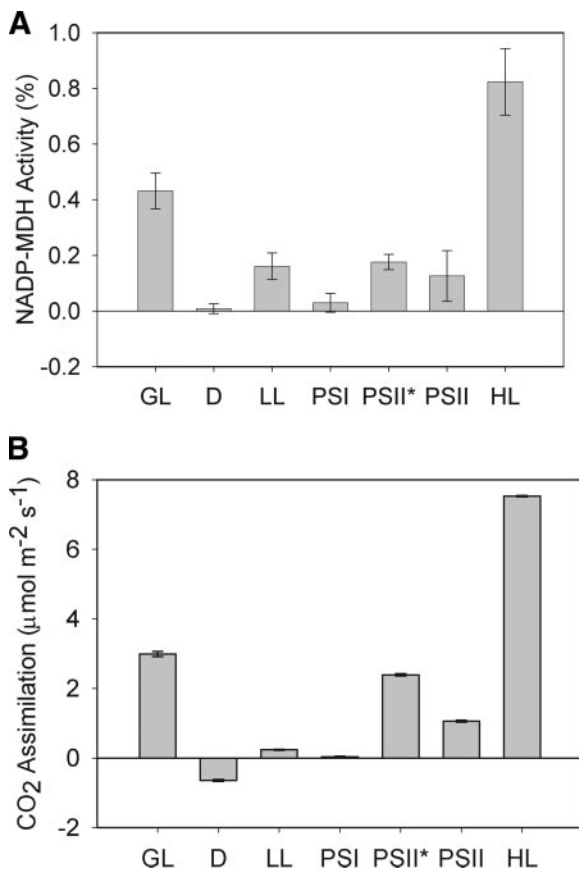 A
NADP-MDH Activity (%)
1.0
0.8
0.6
0.4
0.2
0.0
-0.2
GL D LL PSI PSII* PSII HL
B
CO2 Assimilation (μmol m-2 s-1)
8
6
4
2
0
-2
GL D LL PSI PSII* PSII HL